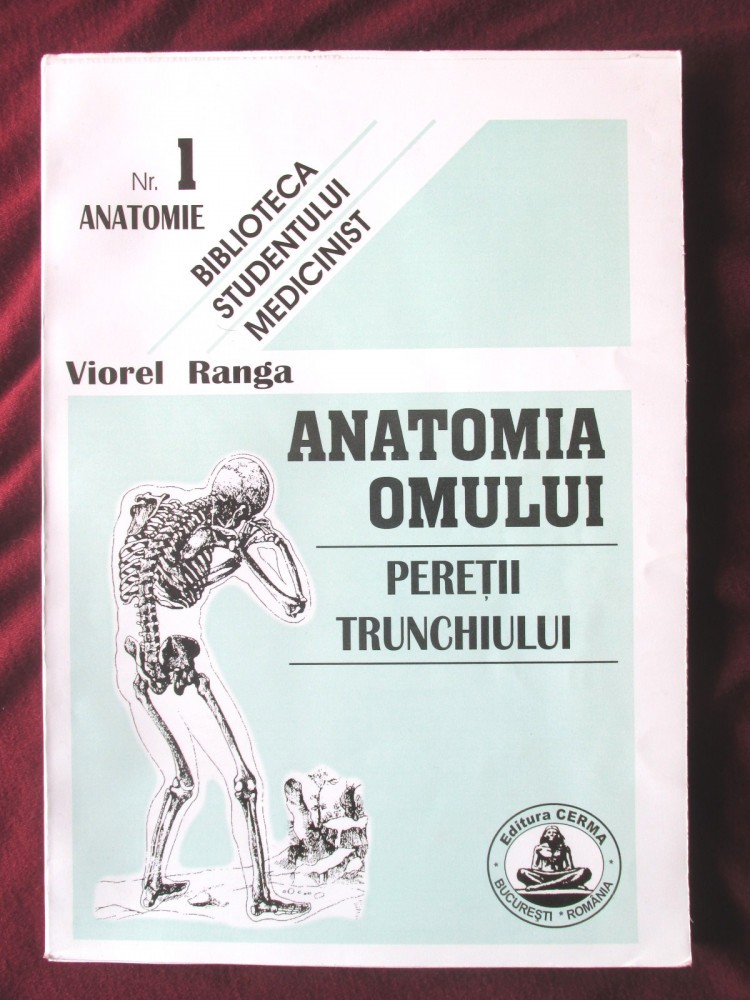 Nr. 1
ANATOMIE
BIBLIOTECA
STUDENTULUI
MEDICINIST
Viorel Ranga
ANATOMIA
OMULUI
PEREȚII
TRUNCHIULUI
Editura CERMA
BUCUREȘTI * ROMÂNIA